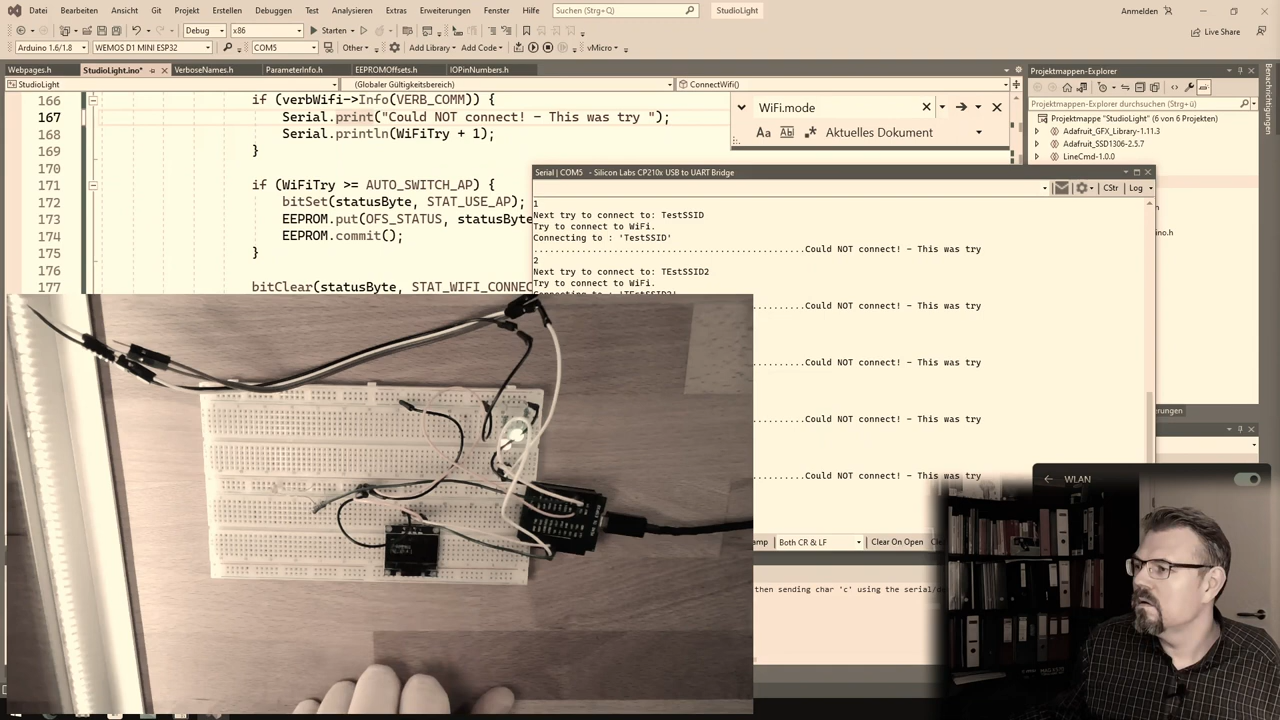 Datei Bearbeiten Ansicht Git Projekt Erstellen Debuggen Test Analysieren Extras Erweiterungen Fenster Hilfe Suchen (Strg+Q) StudioLight Anmelden
Debug x86 Starten Live Share
Arduino 1.6/1.8 WEMOS D1 MINI ESP32 COM5 Other Add Library Add Code vMicro
Webpages.h StudioLight.ino* VerboseNames.h ParameterInfo.h EEPROMOffsets.h IOPinNumbers.h
StudioLight (Globaler Gültigkeitsbereich) ConnectWifi()
166 if (verbWifi->Info(VERB_COMM)) {
167 Serial.print("Could NOT connect! - This was try ");
168 Serial.println(WiFiTry + 1);
169 }
170
171 if (WiFiTry >= AUTO_SWITCH_AP) {
172 bitSet(statusByte, STAT_USE_AP);
173 EEPROM.put(OFS_STATUS, statusByte
174 EEPROM.commit();
175 }
176
177 bitClear(statusByte, STAT_WIFI_CONNEC
WiFi.mode
Aa Ab Aktuelles Dokument
Projektmappen-Explorer
Projektmappen-Explorer durchsuchen (Strg+ü)
Projektmappe "StudioLight" (6 von 6 Projekten)
Adafruit_GFX_Library-1.11.3
Adafruit_SSD1306-2.5.7
LineCmd-1.0.0
no.h
erungen
Benachrichtigungen
Serial | COM5 - Silicon Labs CP210x USB to UART Bridge
CStr Log
1
Next try to connect to: TestSSID
Try to connect to WiFi.
Connecting to : 'TestSSID'
..................................................Could NOT connect! - This was try
2
Next try to connect to: TEstSSID2
Try to connect to WiFi.
..........Could NOT connect! - This was try
..........Could NOT connect! - This was try
..........Could NOT connect! - This was try
..........Could NOT connect! - This was try
amp Both CR & LF Clear On Open
then sending char 'c' using the serial/d
WLAN